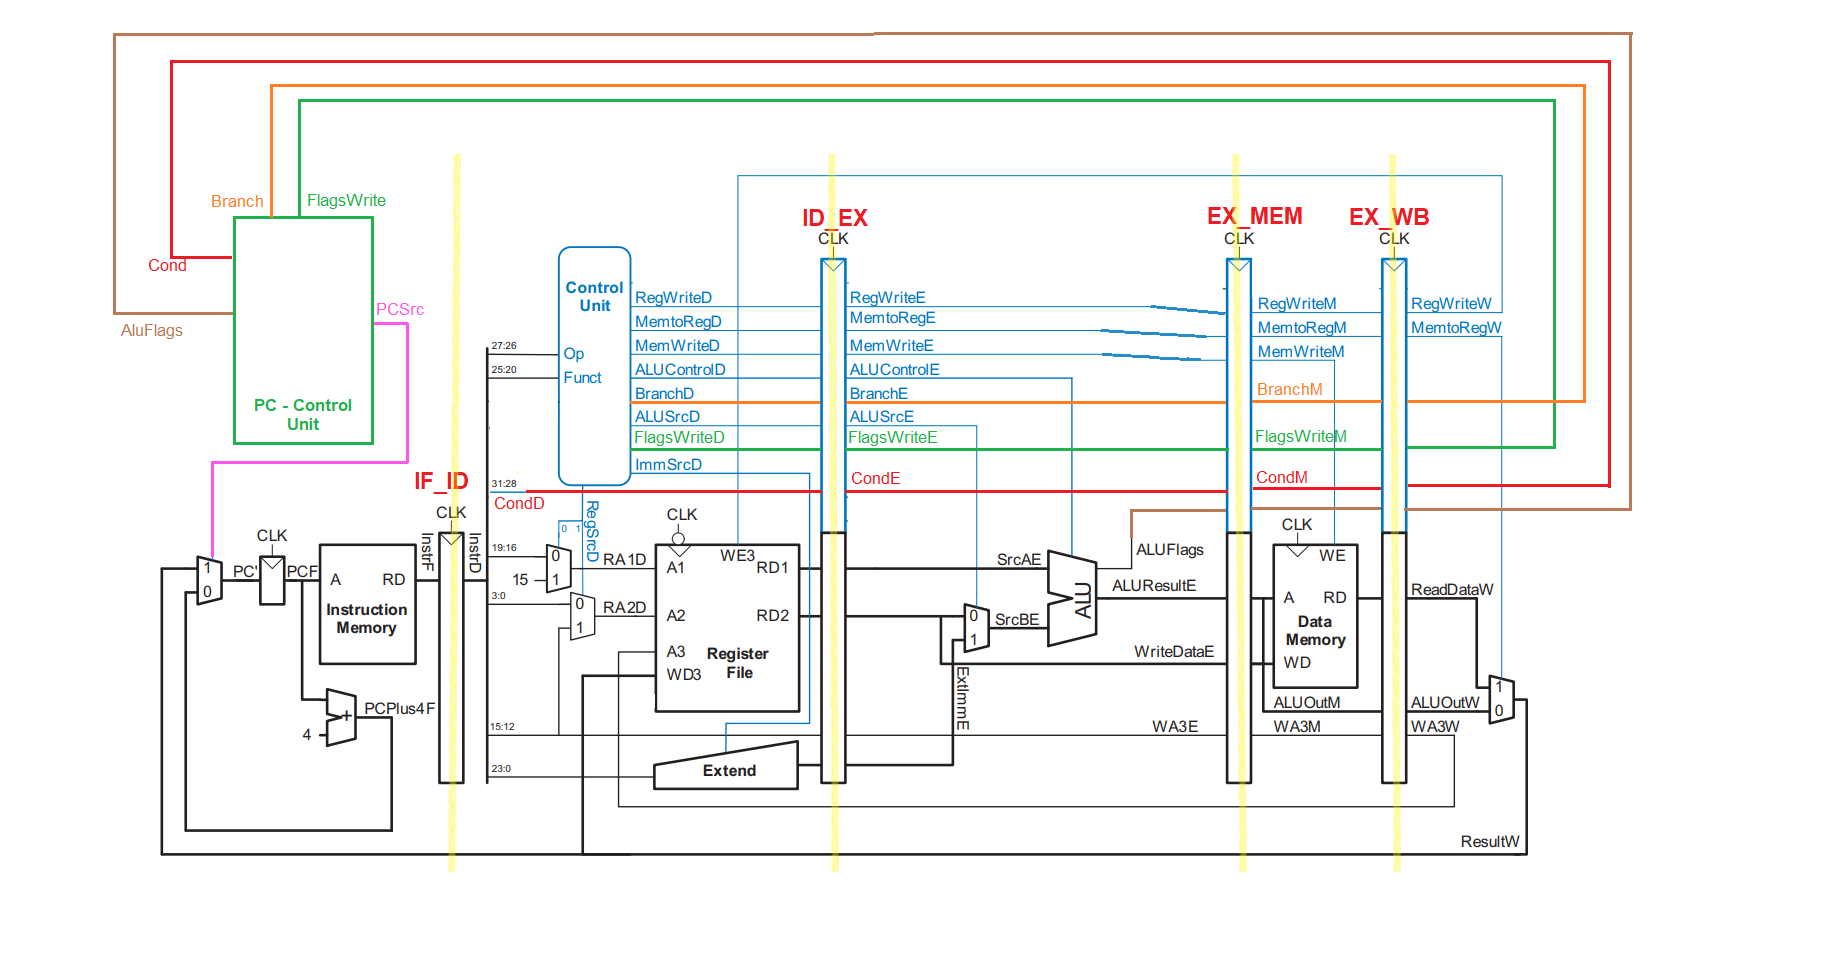 Branch
FlagsWrite
Cond
PCSrc
AluFlags
PC - Control
Unit
IF_ID
CLK
ID_EX
CLK
EX_MEM
CLK
EX_WB
CLK
Control
Unit
Op
Funct
27:26
25:20
31:28
CondD
19:16
15
3:0
15:12
23:0
RegWriteD
MemtoRegD
MemWriteD
ALUControlD
BranchD
ALUSrcD
FlagsWriteD
ImmSrcD
RegSrcD
0 1
RegWriteE
MemtoRegE
MemWriteE
ALUControlE
BranchE
ALUSrcE
FlagsWriteE
CondE
RegWriteM
MemtoRegM
MemWriteM
BranchM
FlagsWriteM
CondM
RegWriteW
MemtoRegW
1
0
PC'
CLK
PCF
A
RD
Instruction
Memory
InstrF
InstrD
PCPlus4F
+
4
0
1
RA1D
0
1
RA2D
CLK
WE3
A1
RD1
A2
RD2
A3
WD3
Register
File
Extend
SrcAE
0
1
SrcBE
ExtImmE
ALU
ALUFlags
ALUResultE
WriteDataE
WA3E
CLK
WE
A
RD
Data
Memory
WD
ALUOutM
WA3M
ReadDataW
1
0
ALUOutW
WA3W
ResultW